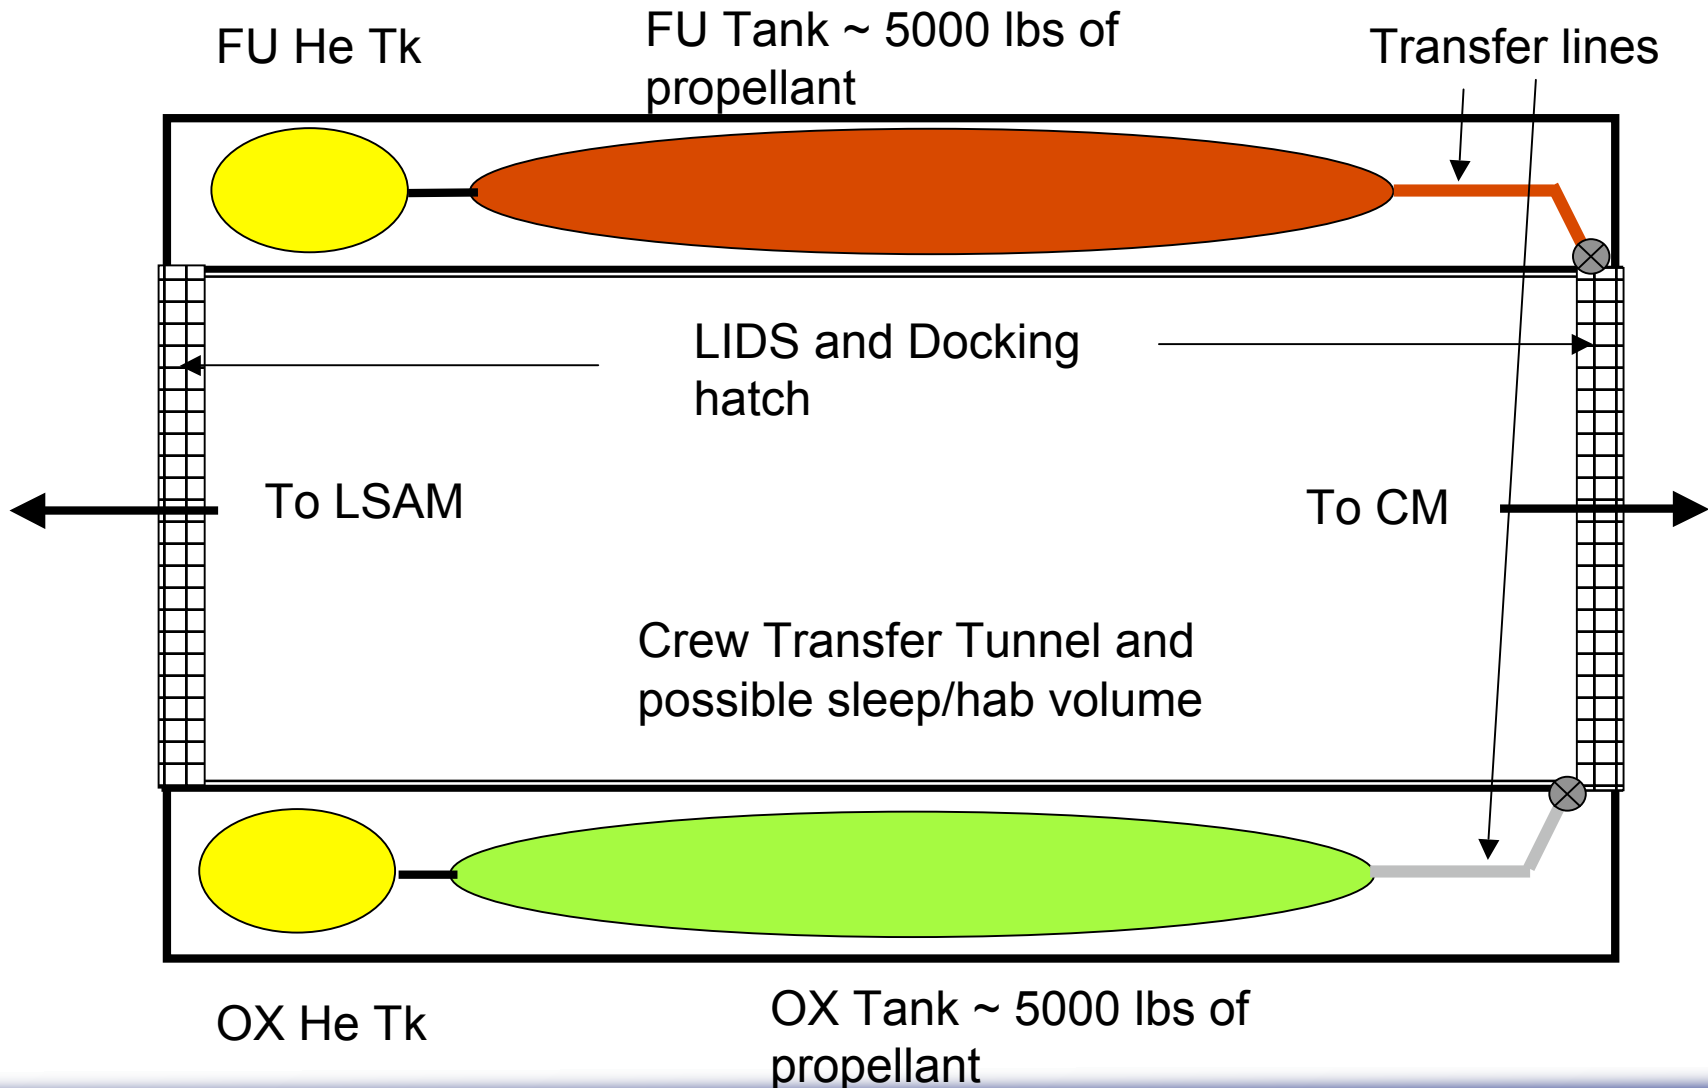 FU He Tk
FU Tank ~ 5000 lbs of
propellant
Transfer lines
LIDS and Docking
hatch
To LSAM
To CM
Crew Transfer Tunnel and
possible sleep/hab volume
OX He Tk
OX Tank ~ 5000 lbs of
propellant